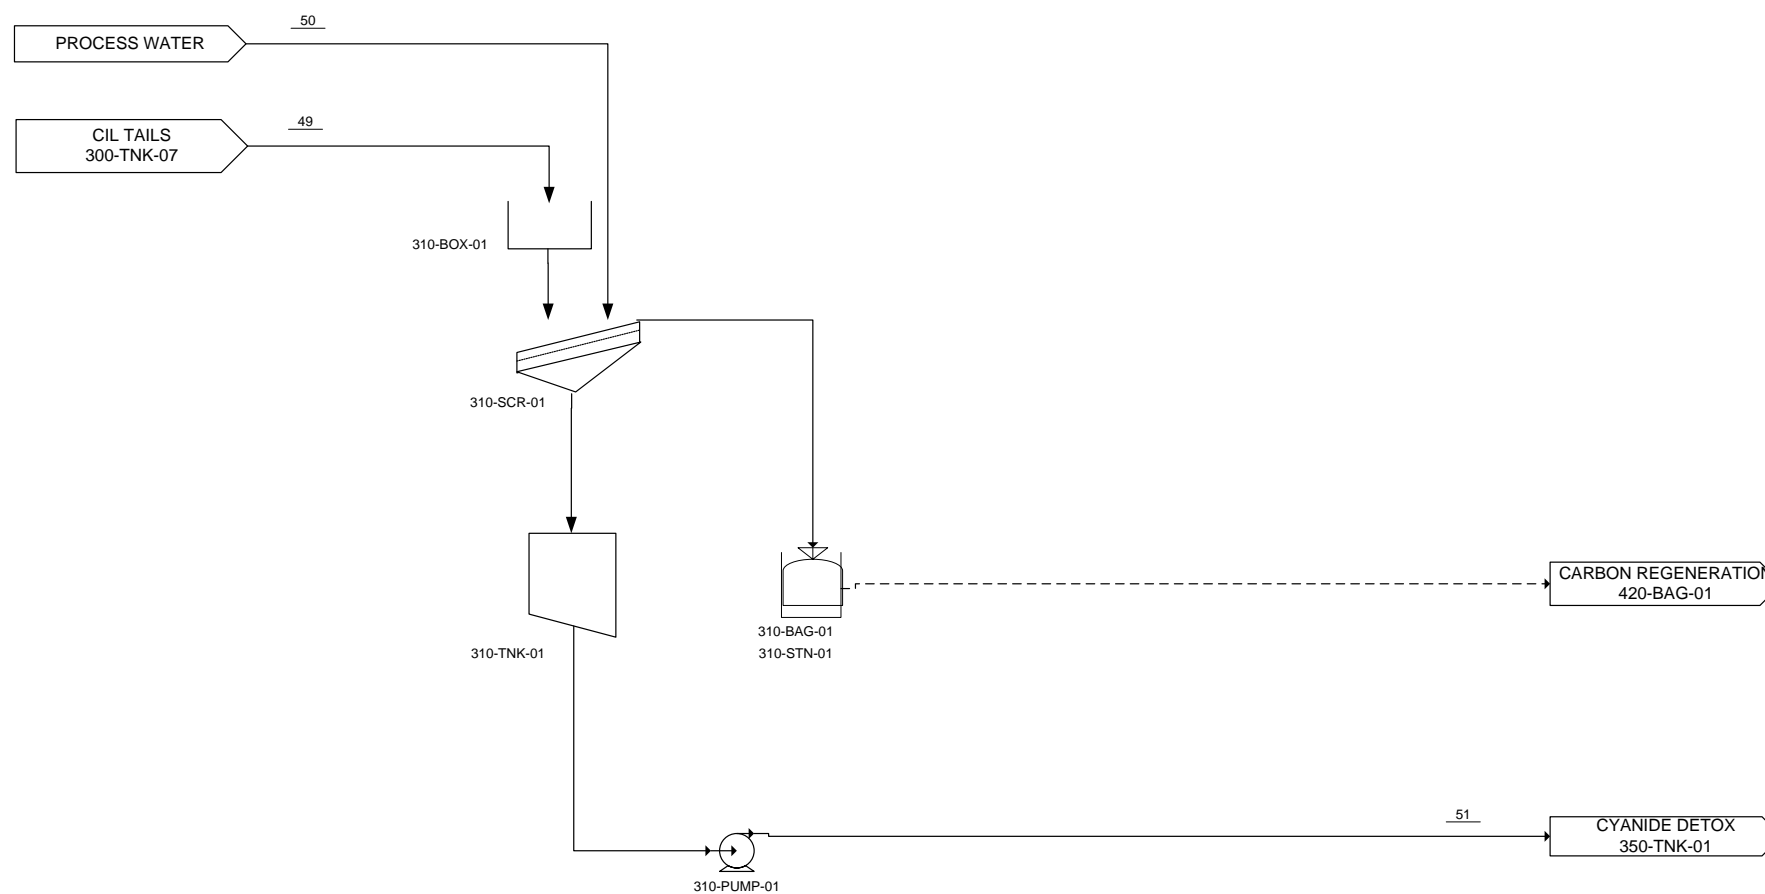 50
PROCESS WATER
49
CIL TAILS
300-TNK-07
310-BOX-01
310-SCR-01
CARBON REGENERATION
420-BAG-01
310-BAG-01
310-STN-01
310-TNK-01
51
CYANIDE DETOX
350-TNK-01
310-PUMP-01